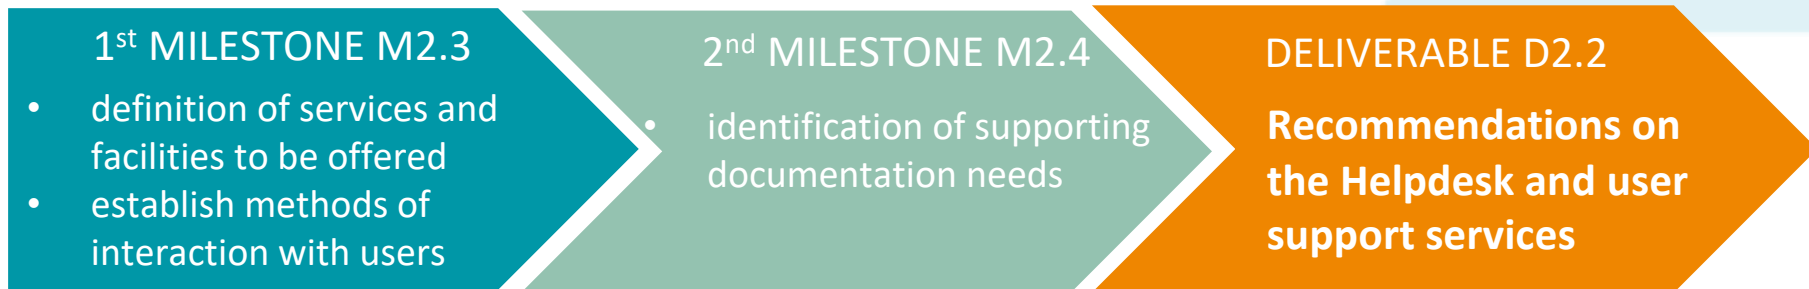 1st MILESTONE M2.3
• definition of services and
facilities to be offered
• establish methods of
interaction with users
2nd MILESTONE M2.4
• identification of supporting
documentation needs
DELIVERABLE D2.2
Recommendations on
the Helpdesk and user
support services